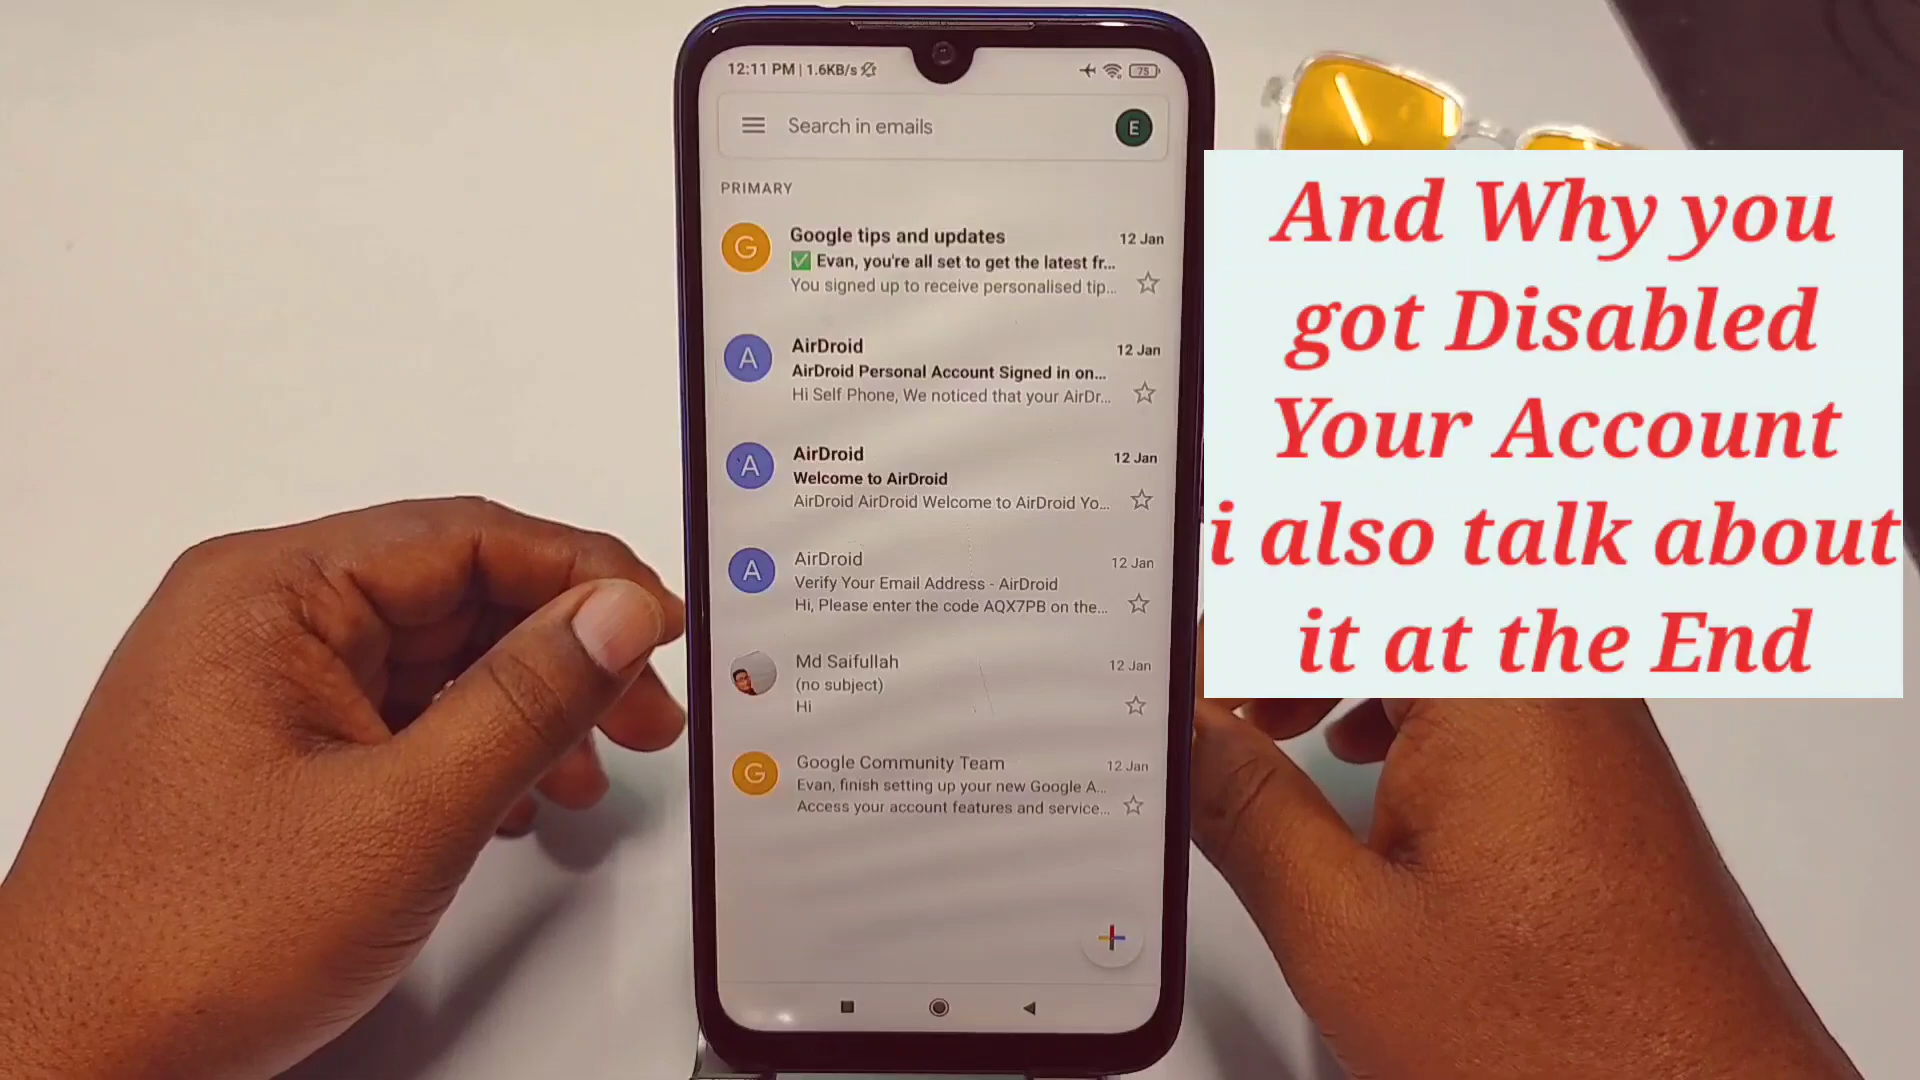 12:11 PM | 1.6KB/s
75
Search in emails
E
PRIMARY
G
Google tips and updates
12 Jan
✅ Evan, you're all set to get the latest fr...
You signed up to receive personalised tip...
A
AirDroid
12 Jan
AirDroid Personal Account Signed in on...
Hi Self Phone, We noticed that your AirDr...
A
AirDroid
12 Jan
Welcome to AirDroid
AirDroid AirDroid Welcome to AirDroid Yo...
A
AirDroid
12 Jan
Verify Your Email Address - AirDroid
Hi, Please enter the code AQX7PB on the...
Md Saifullah
12 Jan
(no subject)
Hi
G
Google Community Team
12 Jan
Evan, finish setting up your new Google A...
Access your account features and service...
And Why you
got Disabled
Your Account
i also talk about
it at the End